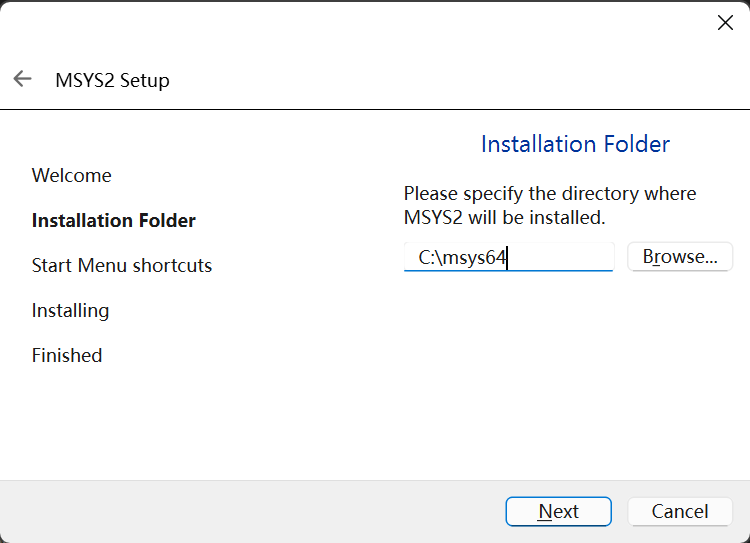 MSYS2 Setup
Welcome
Installation Folder
Start Menu shortcuts
Installing
Finished
Installation Folder
Please specify the directory where
MSYS2 will be installed.
C:\msys64
Browse...
Next
Cancel